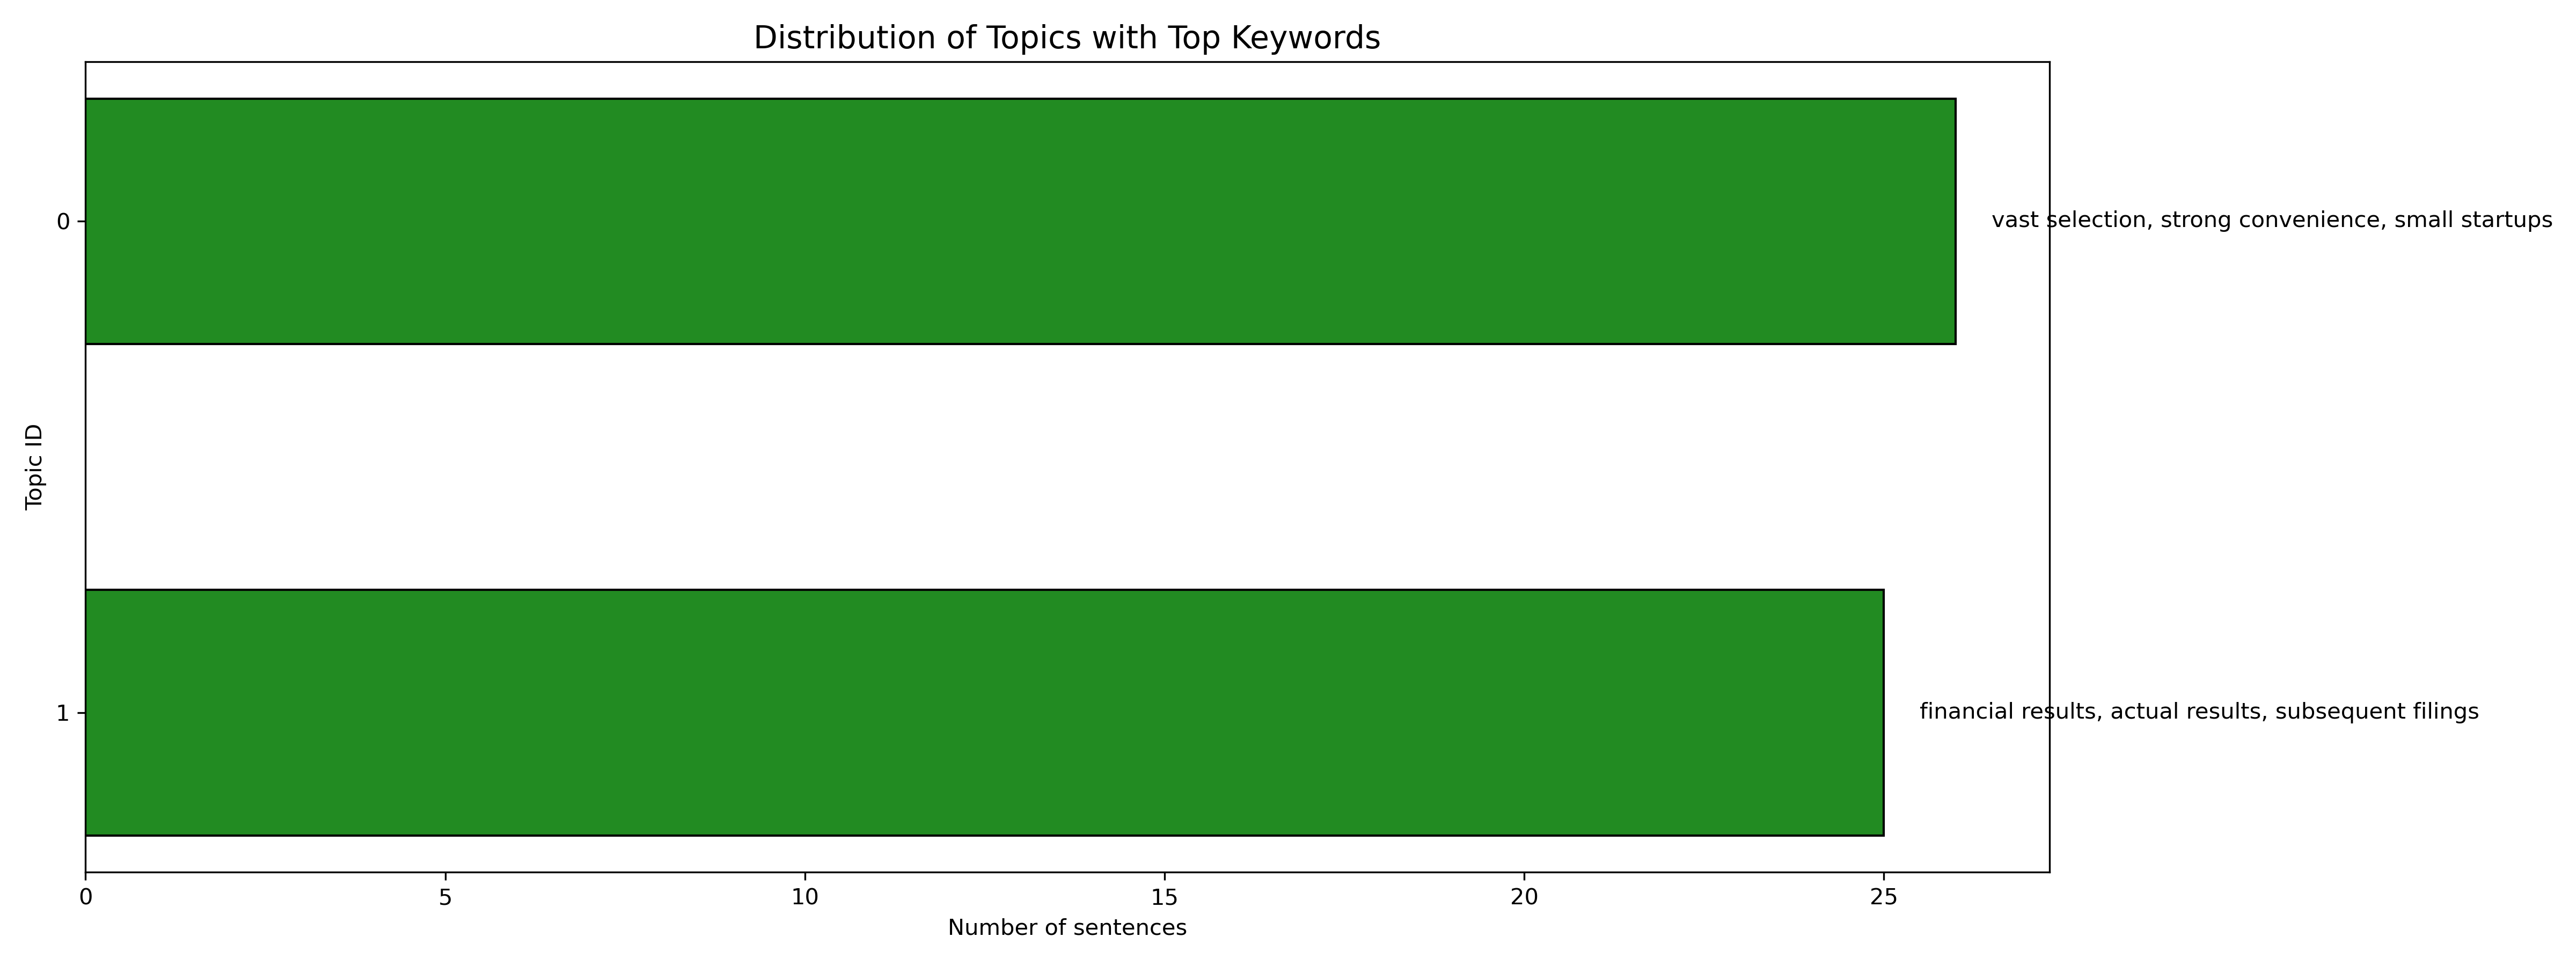 Distribution of Topics with Top Keywords
0
vast selection, strong convenience, small startups
Topic ID
1
financial results, actual results, subsequent filings
0 5 10 15 20 25
Number of sentences